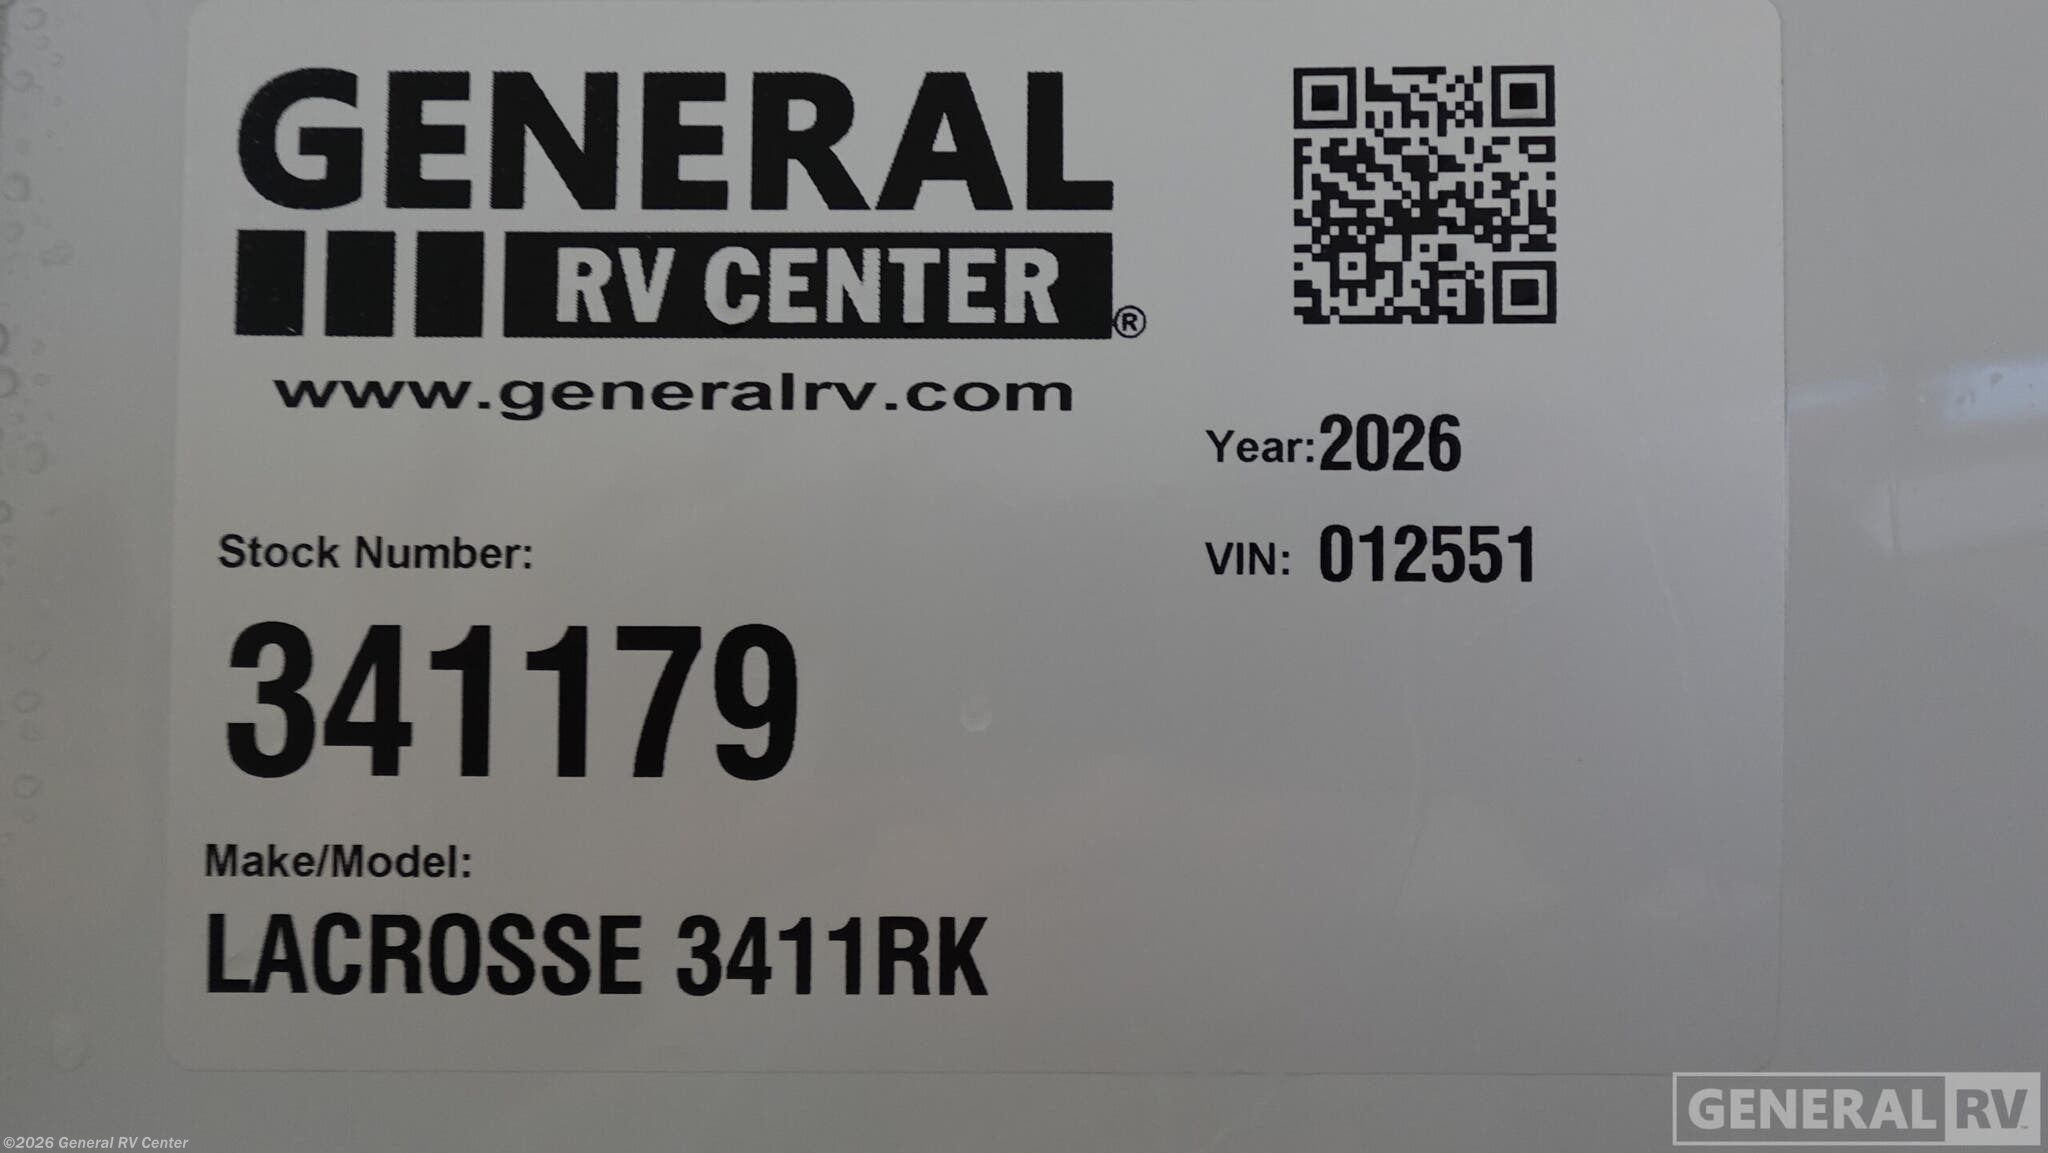 GENERAL
RV CENTER®
www.generalrv.com
Year: 2026
VIN: 012551
Stock Number:
341179
Make/Model:
LACROSSE 3411RK
GENERAL RV™
©2026 General RV Center